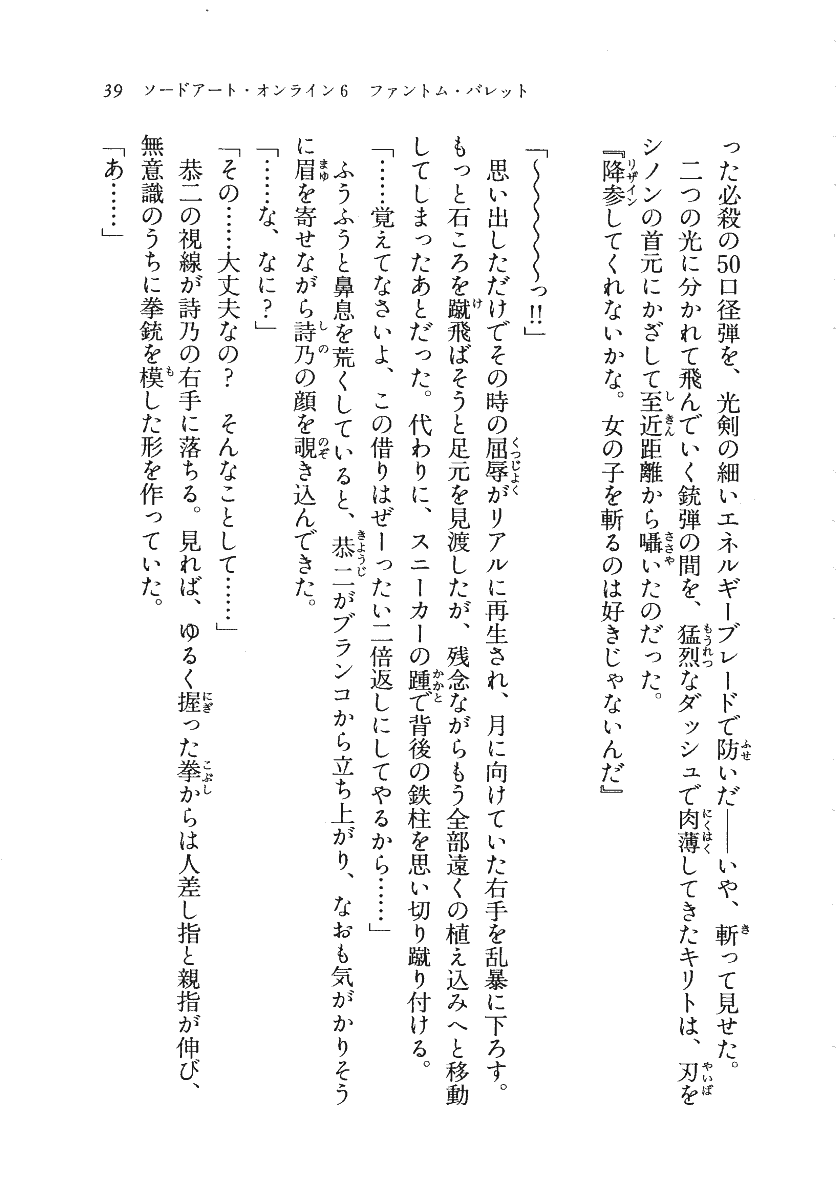 39　ソードアート・オンライン6　ファントム・バレット
った必殺の50口径弾を、光剣の細いエネルギーブレードで防いだ――いや、斬って見せた。
二つの光に分かれて飛んでいく銃弾の間を、猛烈なダッシュで肉薄してきたキリトは、刃を
シノンの首元にかざして至近距離から囁いたのだった。
『降参してくれないかな。女の子を斬るのは好きじゃないんだ』
「～～～～～～っ!!」
思い出しただけでその時の屈辱がリアルに再生され、月に向けていた右手を乱暴に下ろす。
もっと石ころを蹴飛ばそうと足元を見渡したが、残念ながらもう全部遠くの植え込みへと移動
してしまったあとだった。代わりに、スニーカーの踵で背後の鉄柱を思い切り蹴り付ける。
「……覚えてなさいよ、この借りはぜーったい二倍返しにしてやるから……」
ふうふうと鼻息を荒くしていると、恭二がブランコから立ち上がり、なおも気がかりそう
に眉を寄せながら詩乃の顔を覗き込んできた。
「……な、なに？」
「その……大丈夫なの？　そんなことして……」
恭二の視線が詩乃の右手に落ちる。見れば、ゆるく握った拳からは人差し指と親指が伸び、
無意識のうちに拳銃を模した形を作っていた。
「あ……」